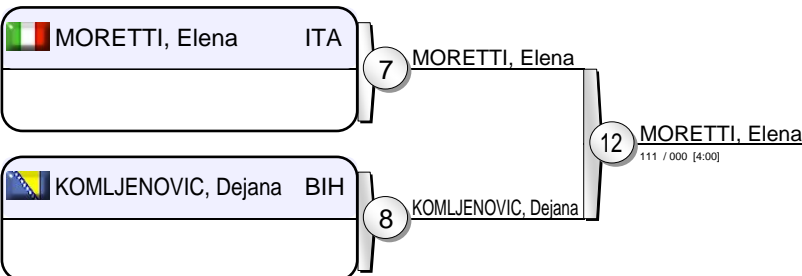 MORETTI, Elena ITA
7
MORETTI, Elena
12
MORETTI, Elena
111 / 000 [4:00]
KOMLJENOVIC, Dejana BIH
8
KOMLJENOVIC, Dejana